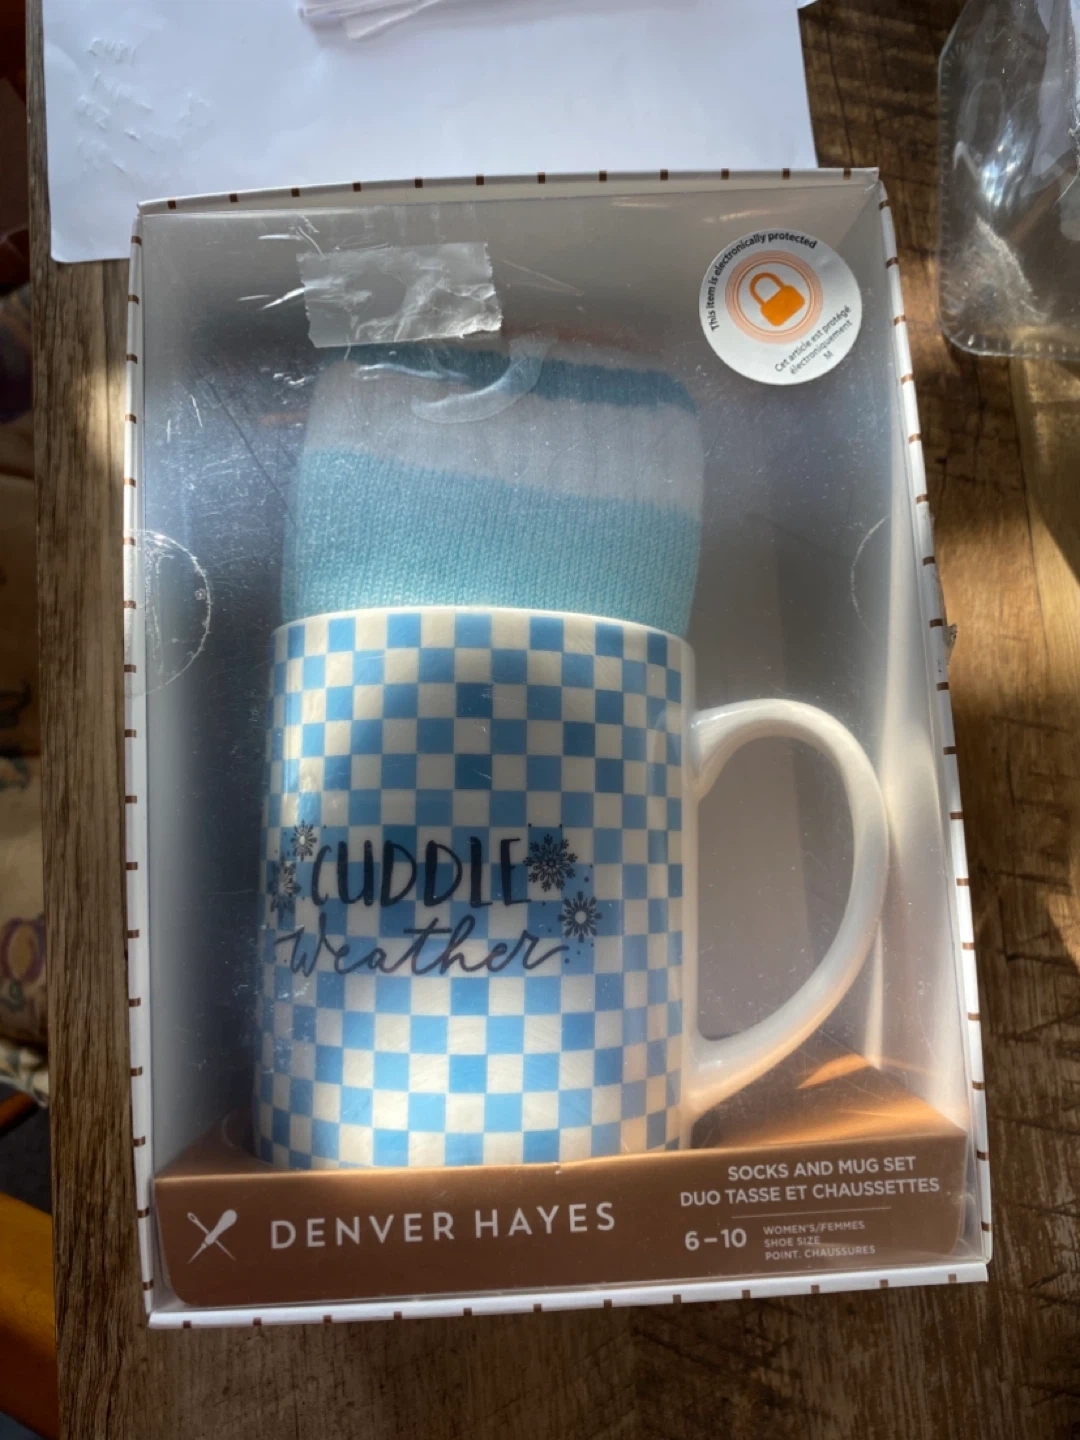 This item is electronically protected
Cet article est protégé
électroniquement
M
CUDDLE
Weather
DENVER HAYES
SOCKS AND MUG SET
DUO TASSE ET CHAUSSETTES
6-10
WOMEN'S/FEMMES
SHOE SIZE
POINT. CHAUSSURES